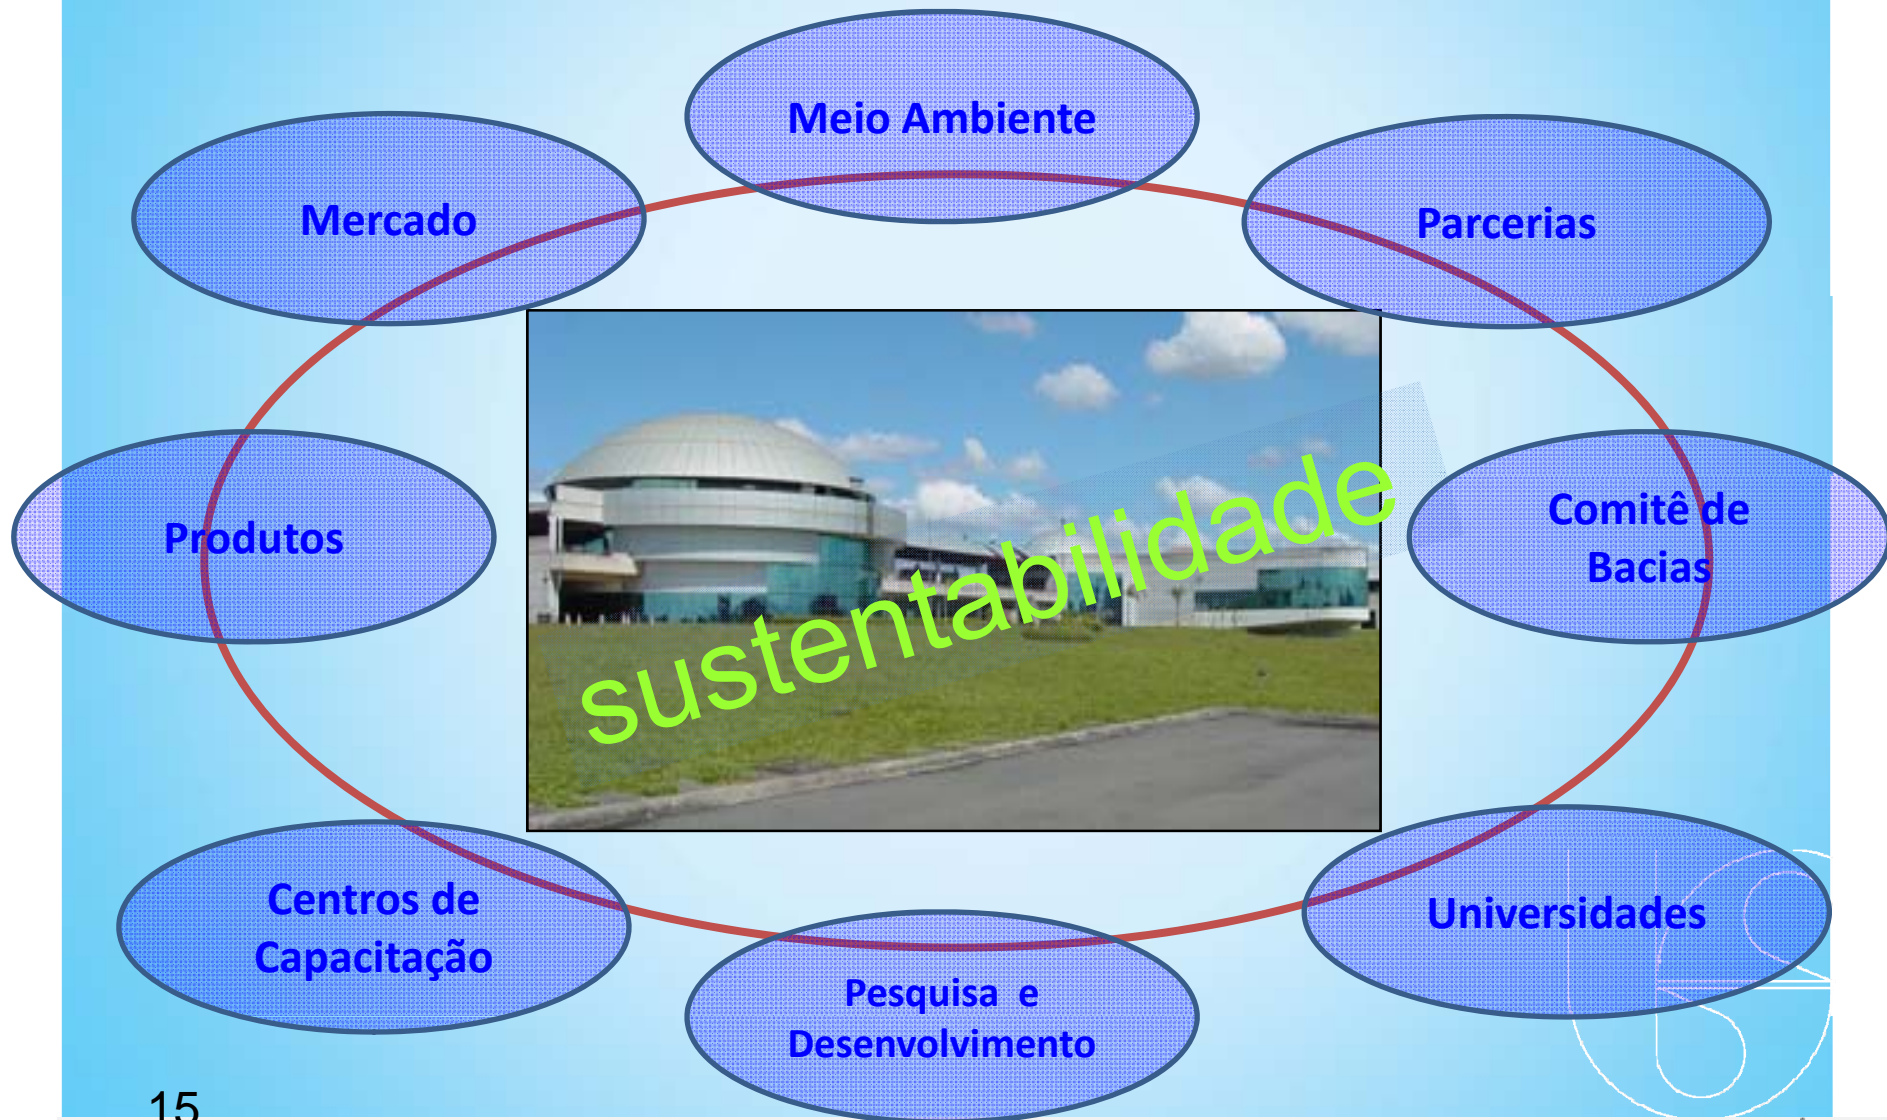 Meio Ambiente
Mercado
Parcerias
sustentabilidade
Produtos
Comitê de
Bacias
Centros de
Capacitação
Universidades
Pesquisa e
Desenvolvimento
15